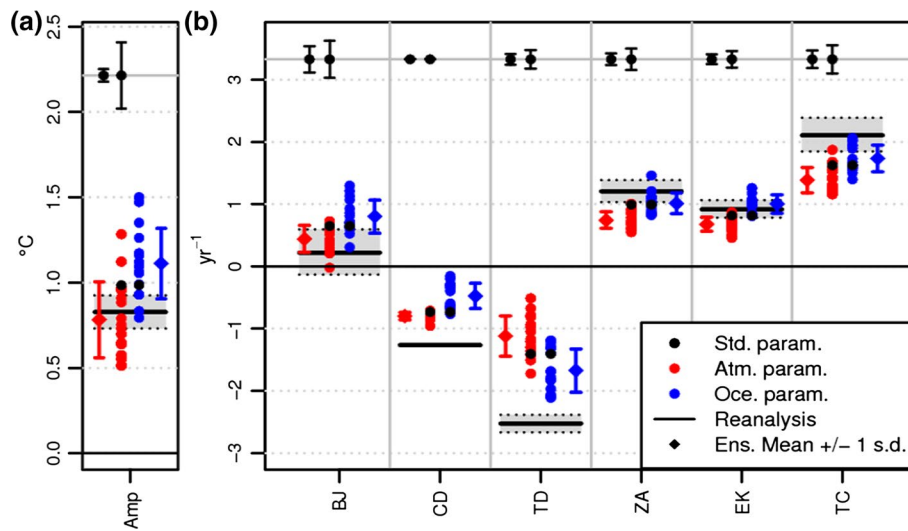 (a)
(b)
°C
0.0
0.5
1.0
1.5
2.0
2.5
Amp
yr⁻¹
3
2
1
0
−1
−2
−3
BJ
CD
TD
ZA
EK
TC
Std. param.
Atm. param.
Oce. param.
Reanalysis
Ens. Mean +/− 1 s.d.